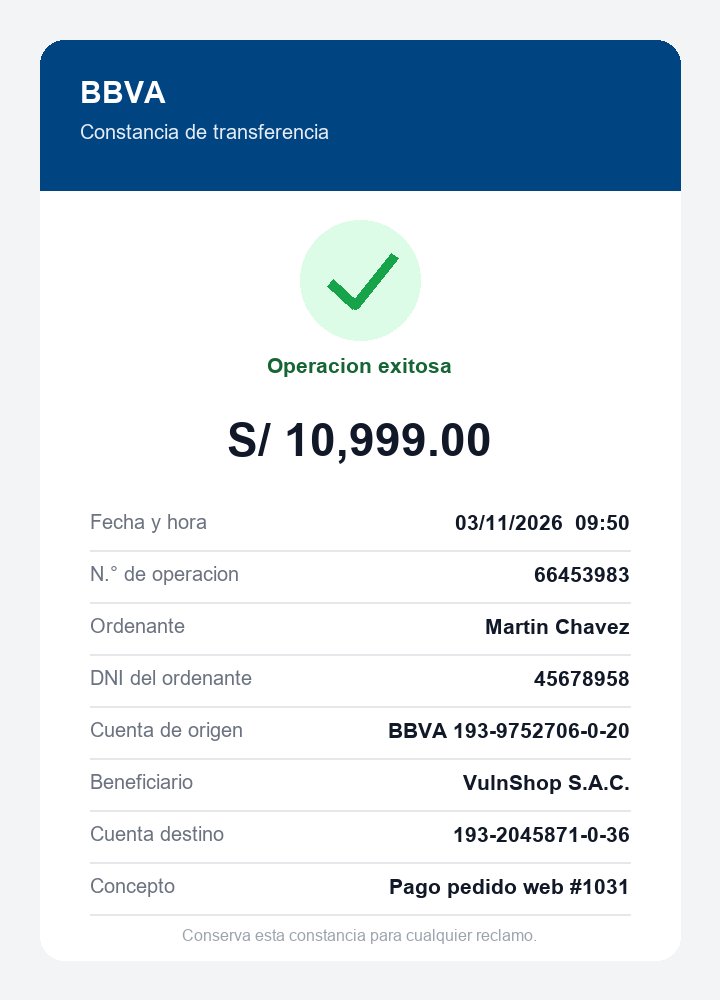 BBVA
Constancia de transferencia
Operacion exitosa
S/ 10,999.00
Fecha y hora 03/11/2026 09:50
N.° de operacion 66453983
Ordenante Martin Chavez
DNI del ordenante 45678958
Cuenta de origen BBVA 193-9752706-0-20
Beneficiario VulnShop S.A.C.
Cuenta destino 193-2045871-0-36
Concepto Pago pedido web #1031
Conserva esta constancia para cualquier reclamo.